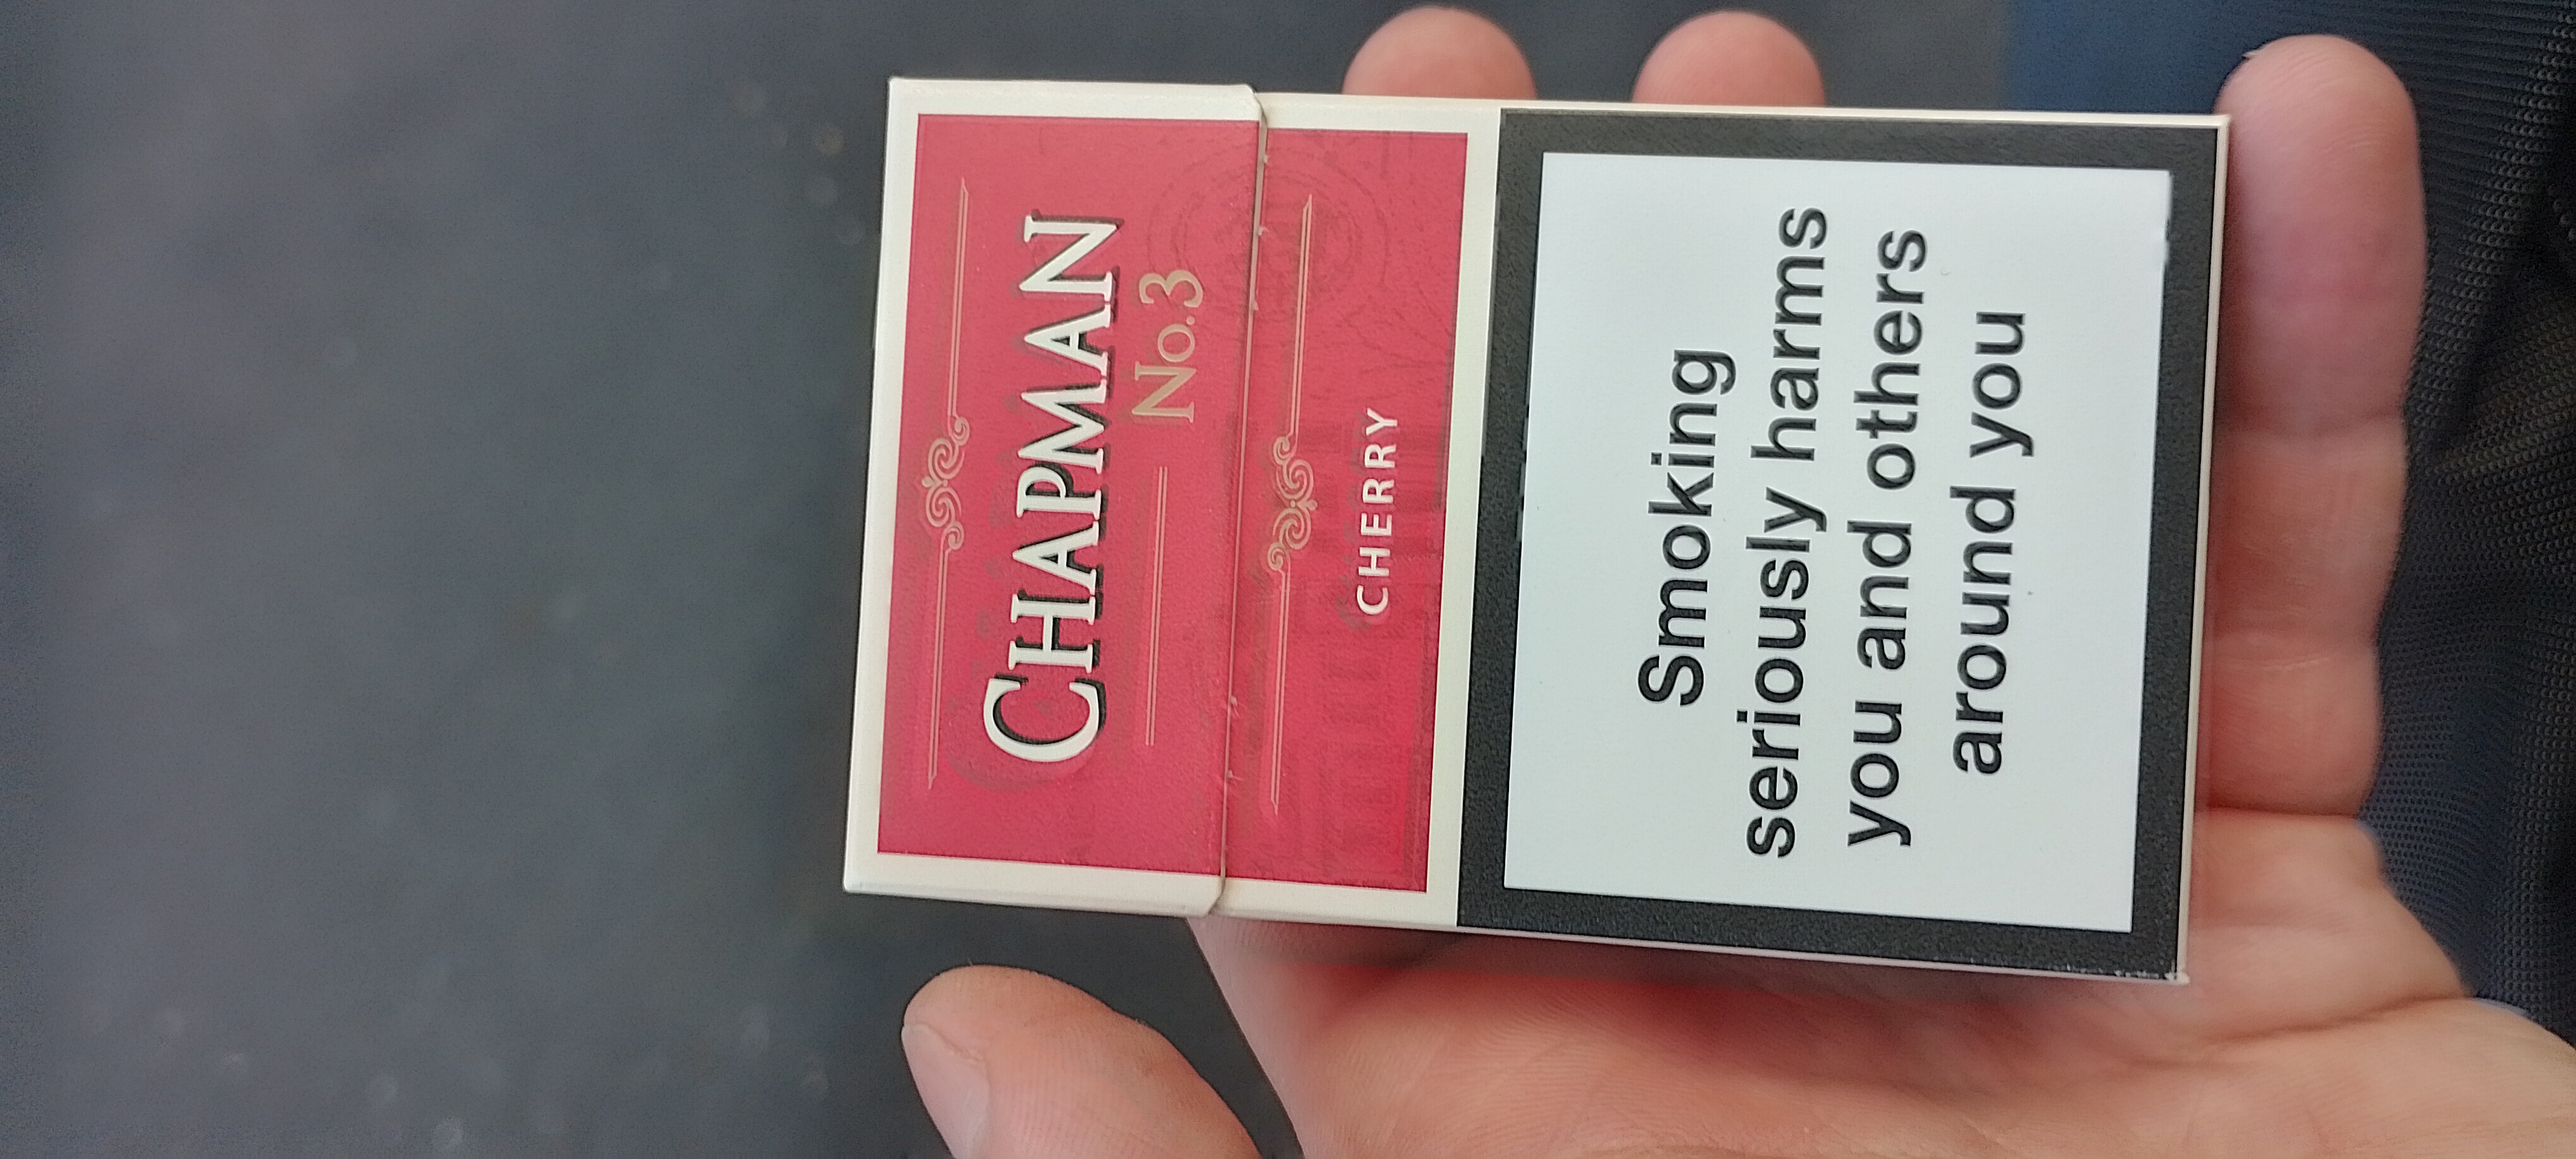 CHAPMAN
No.3
CHERRY
Smoking
seriously harms
you and others
around you